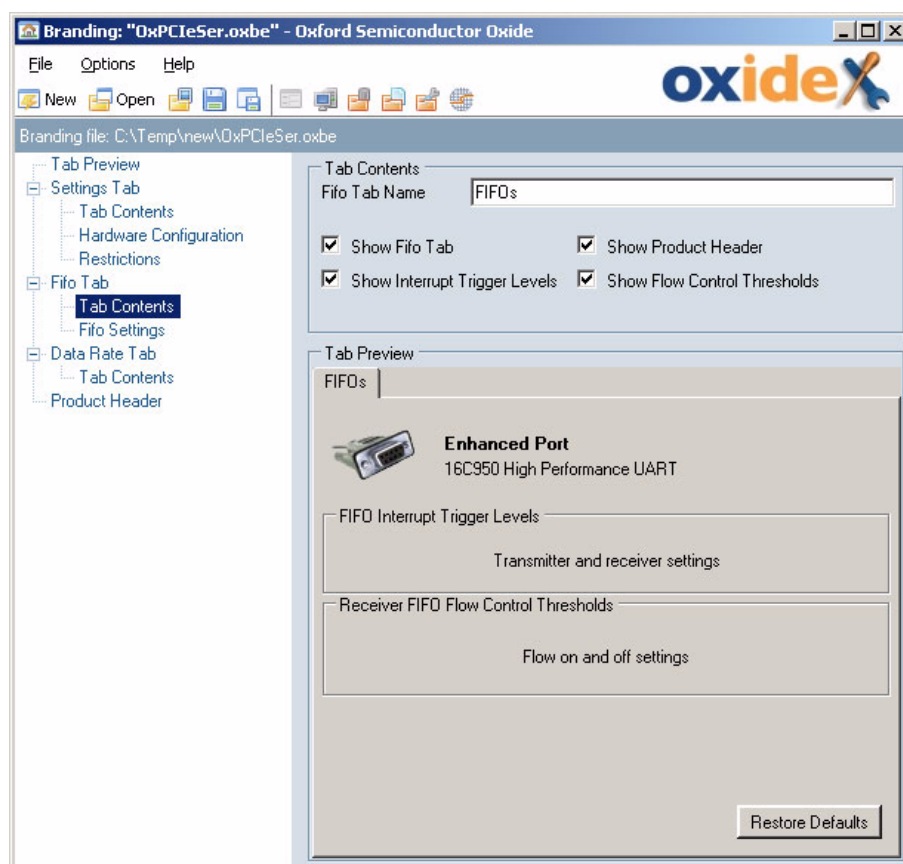 Branding: "OxPCIeSer.oxbe" - Oxford Semiconductor Oxide
File Options Help
New Open
oxide
Branding file: C:\Temp\new\OxPCIeSer.oxbe
Tab Preview
Settings Tab
Tab Contents
Hardware Configuration
Restrictions
Fifo Tab
Tab Contents
Fifo Settings
Data Rate Tab
Tab Contents
Product Header
Tab Contents
Fifo Tab Name FIFOs
Show Fifo Tab Show Product Header
Show Interrupt Trigger Levels Show Flow Control Thresholds
Tab Preview
FIFOs
Enhanced Port
16C950 High Performance UART
FIFO Interrupt Trigger Levels
Transmitter and receiver settings
Receiver FIFO Flow Control Thresholds
Flow on and off settings
Restore Defaults